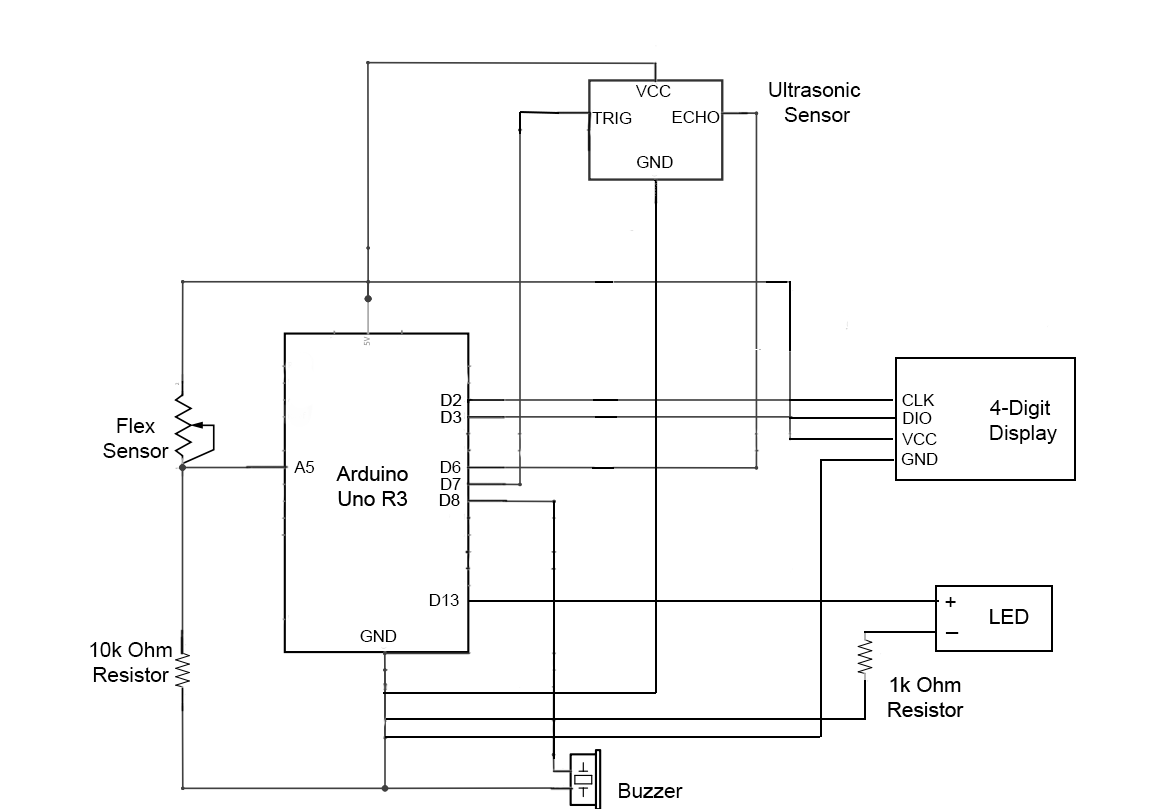 VCC
Ultrasonic
Sensor
TRIG
ECHO
GND
5V
D2
D3
CLK
DIO
VCC
GND
4-Digit
Display
Flex
Sensor
A5
Arduino
Uno R3
D6
D7
D8
D13
+
−
LED
GND
10k Ohm
Resistor
1k Ohm
Resistor
Buzzer